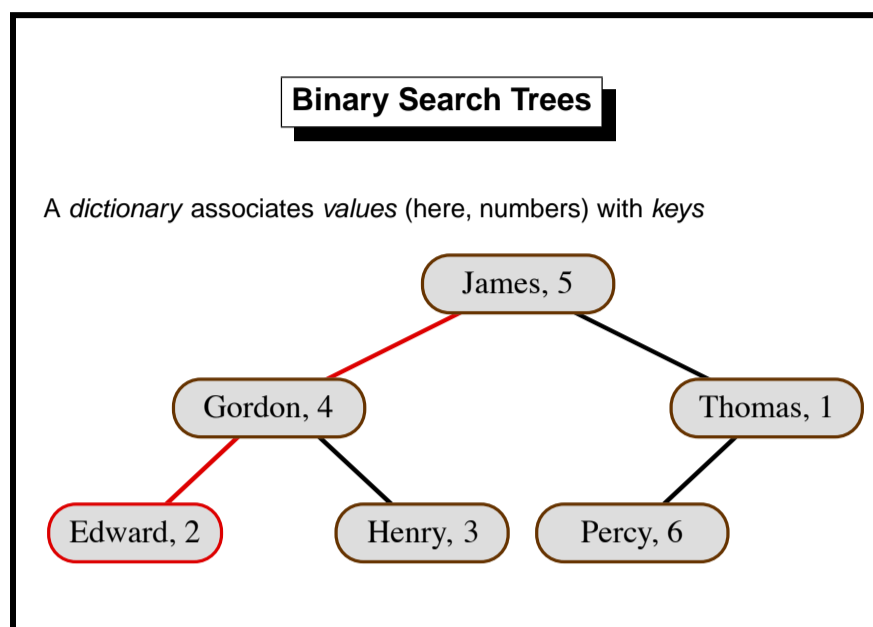 Binary Search Trees
A dictionary associates values (here, numbers) with keys
James, 5
Gordon, 4
Thomas, 1
Edward, 2
Henry, 3
Percy, 6